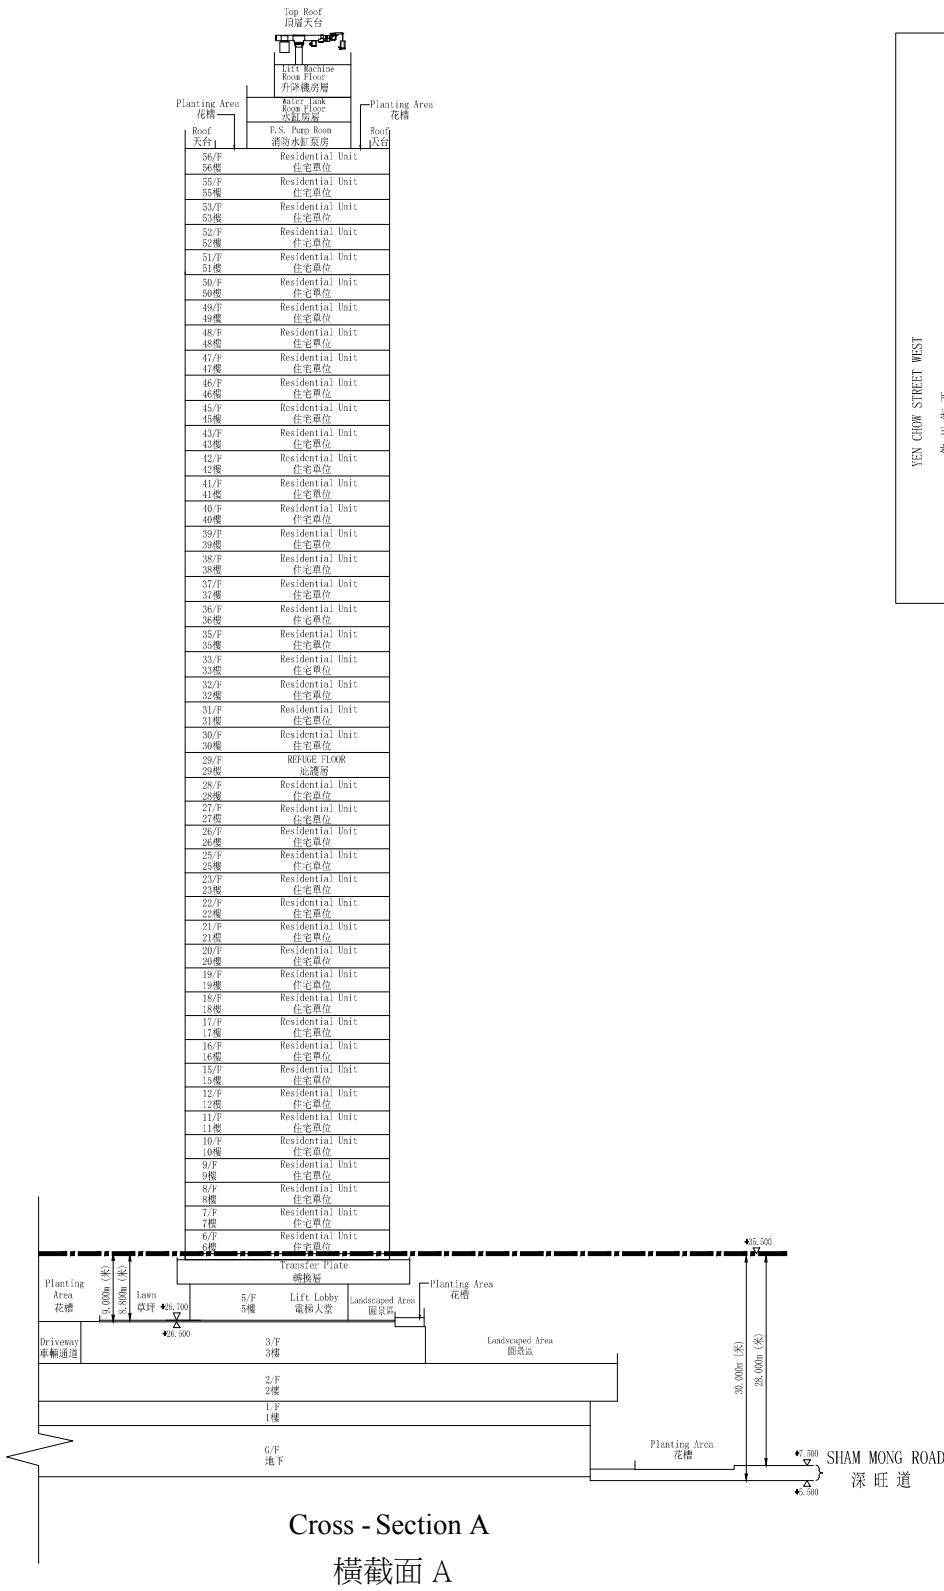 Top Roof
頂層天台
Lift Machine
Room Floor
升降機房層
Water Tank
Room Floor
水缸房層
Planting Area
花槽
Planting Area
花槽
Roof
天台
F.S. Pump Room
消防水缸泵房
Roof
天台
56/F Residential Unit
56樓 住宅單位
55/F Residential Unit
55樓 住宅單位
53/F Residential Unit
53樓 住宅單位
52/F Residential Unit
52樓 住宅單位
51/F Residential Unit
51樓 住宅單位
50/F Residential Unit
50樓 住宅單位
49/F Residential Unit
49樓 住宅單位
48/F Residential Unit
48樓 住宅單位
47/F Residential Unit
47樓 住宅單位
46/F Residential Unit
46樓 住宅單位
45/F Residential Unit
45樓 住宅單位
43/F Residential Unit
43樓 住宅單位
42/F Residential Unit
42樓 住宅單位
41/F Residential Unit
41樓 住宅單位
40/F Residential Unit
40樓 住宅單位
39/F Residential Unit
39樓 住宅單位
38/F Residential Unit
38樓 住宅單位
37/F Residential Unit
37樓 住宅單位
36/F Residential Unit
36樓 住宅單位
35/F Residential Unit
35樓 住宅單位
33/F Residential Unit
33樓 住宅單位
32/F Residential Unit
32樓 住宅單位
31/F Residential Unit
31樓 住宅單位
30/F Residential Unit
30樓 住宅單位
29/F REFUGE FLOOR
29樓 庇護層
28/F Residential Unit
28樓 住宅單位
27/F Residential Unit
27樓 住宅單位
26/F Residential Unit
26樓 住宅單位
25/F Residential Unit
25樓 住宅單位
23/F Residential Unit
23樓 住宅單位
22/F Residential Unit
22樓 住宅單位
21/F Residential Unit
21樓 住宅單位
20/F Residential Unit
20樓 住宅單位
19/F Residential Unit
19樓 住宅單位
18/F Residential Unit
18樓 住宅單位
17/F Residential Unit
17樓 住宅單位
16/F Residential Unit
16樓 住宅單位
15/F Residential Unit
15樓 住宅單位
12/F Residential Unit
12樓 住宅單位
11/F Residential Unit
11樓 住宅單位
10/F Residential Unit
10樓 住宅單位
9/F Residential Unit
9樓 住宅單位
8/F Residential Unit
8樓 住宅單位
7/F Residential Unit
7樓 住宅單位
6/F Residential Unit
6樓 住宅單位
YEN CHOW STREET WEST
+35.500
Transfer Plate
轉換層
Planting
Area
花槽
9.000m (米)
8.800m (米)
Lawn
草坪
+26.700
+26.500
5/F Lift Lobby
5樓 電梯大堂
Landscaped Area
園景區
Planting Area
花槽
Driveway
車輛通道
3/F
3樓
Landscaped Area
園景區
2/F
2樓
1/F
1樓
G/F
地下
30.000m (米)
28.000m (米)
Planting Area
花槽
+7.500
+5.500
SHAM MONG ROAD
深旺道
Cross - Section A
橫截面 A